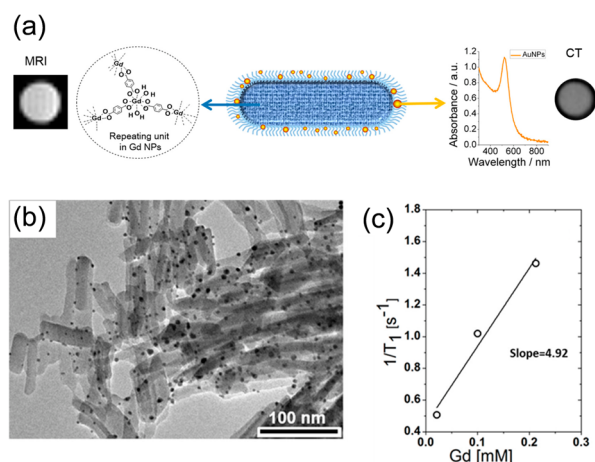 (a)
MRI
CT
Gd
Gd
O
O
O
O
H H
O
Gd
O
H H
O
O
O
O
Gd
Repeating unit
in Gd NPs
AuNPs
Absorbance / a.u.
1.2
0.9
0.6
0.3
0.0
400 600 800
Wavelength / nm
(b)
100 nm
(c)
1/T1 [s-1]
1.8
1.6
1.4
1.2
1.0
0.8
0.6
0.4
Slope=4.92
0.0 0.1 0.2 0.3
Gd [mM]